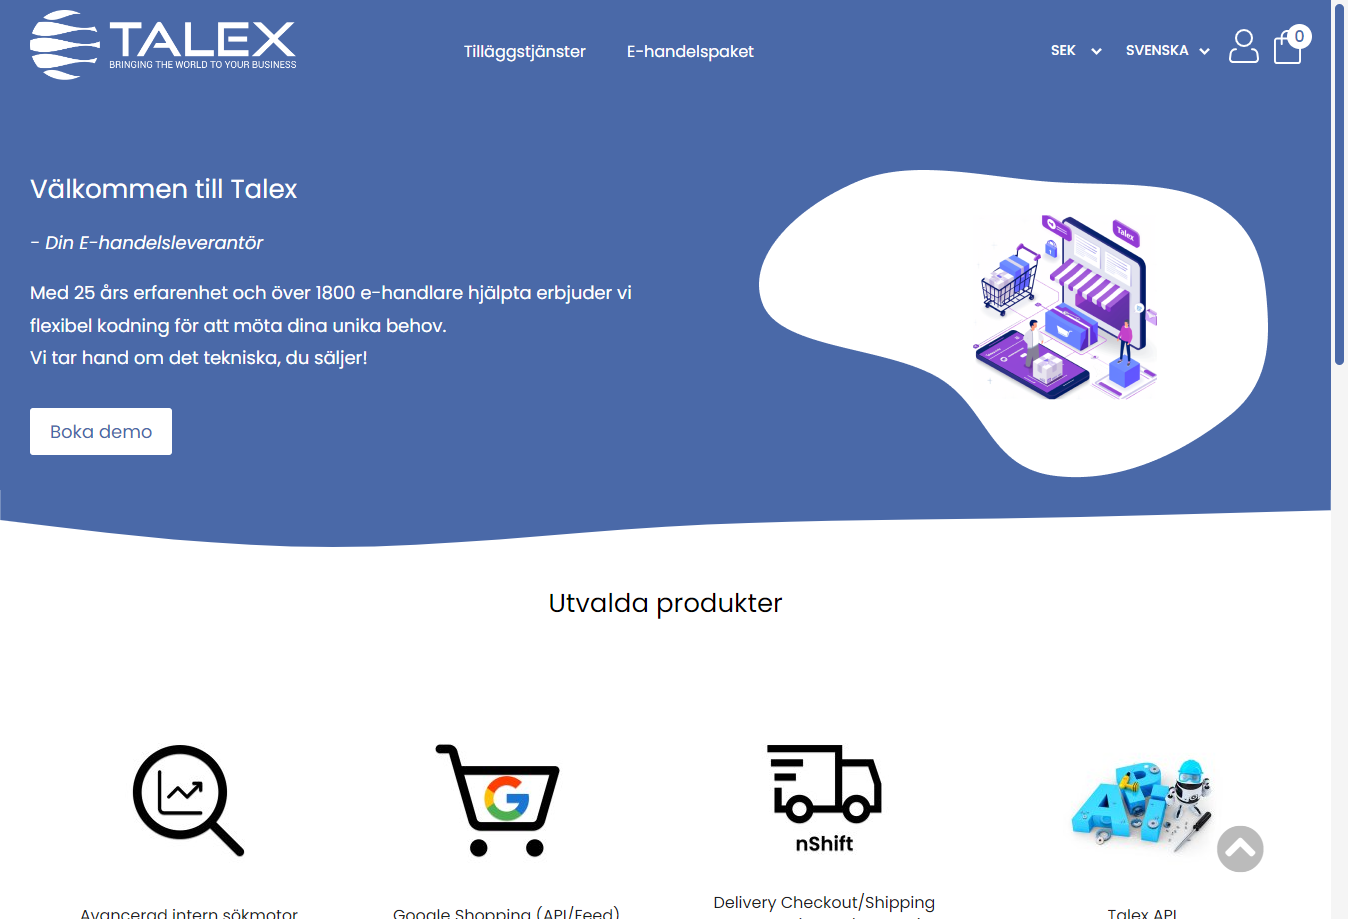 TALEX
BRINGING THE WORLD TO YOUR BUSINESS
Tilläggstjänster
E-handelspaket
SEK
SVENSKA
0
Välkommen till Talex
- Din E-handelsleverantör
Med 25 års erfarenhet och över 1800 e-handlare hjälpta erbjuder vi
flexibel kodning för att möta dina unika behov.
Vi tar hand om det tekniska, du säljer!
Boka demo
Talex
Utvalda produkter
G
nShift
API
Avancerad intern sökmotor
Google Shopping (API/Feed)
Delivery Checkout/Shipping
Talex API